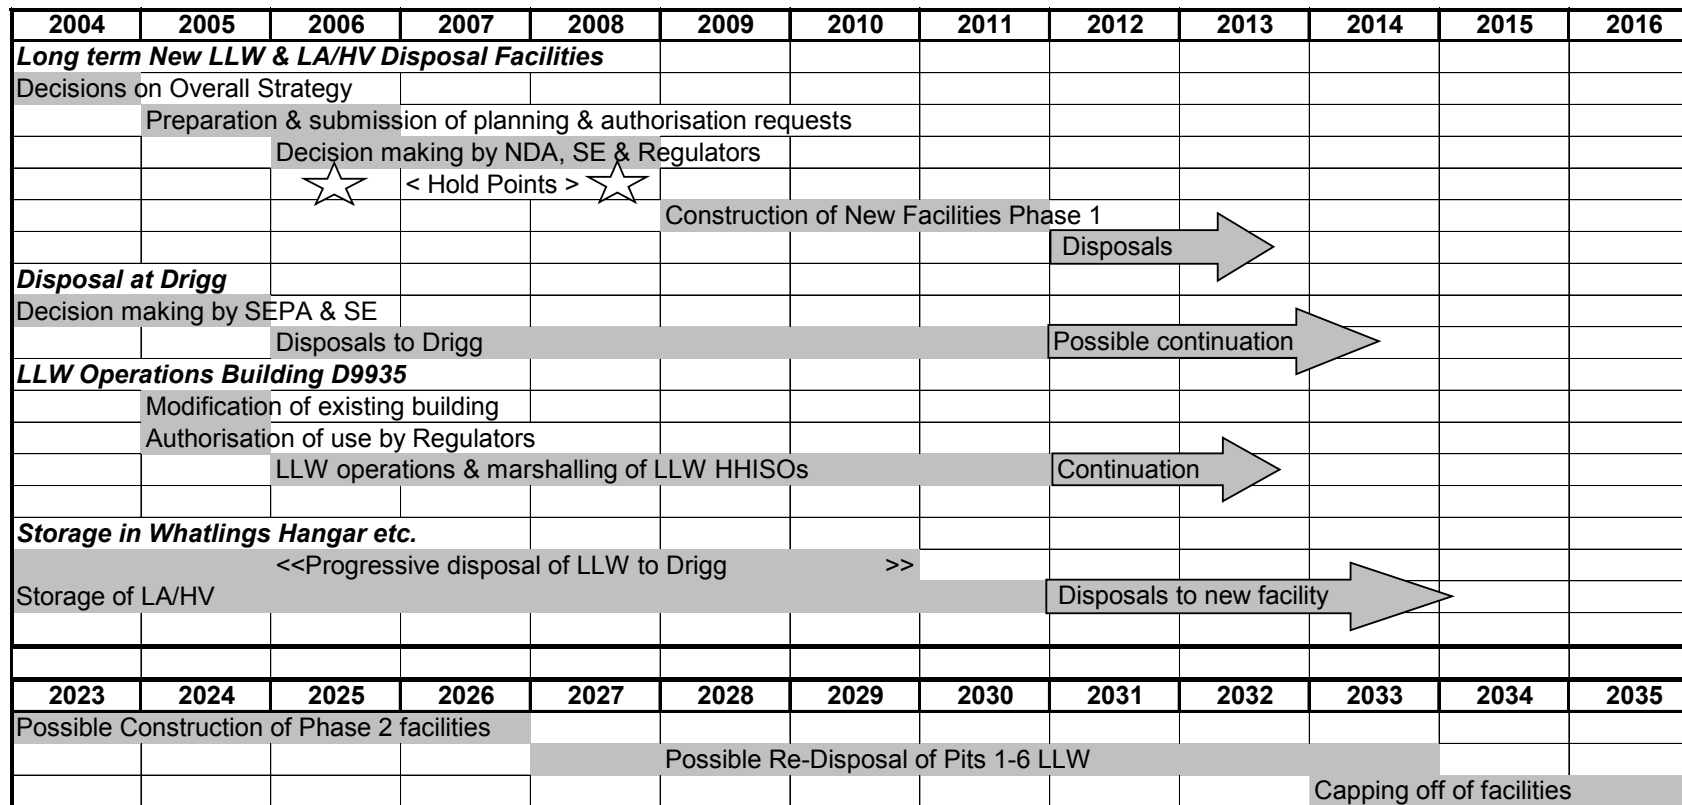 2004 2005 2006 2007 2008 2009 2010 2011 2012 2013 2014 2015 2016
Long term New LLW & LA/HV Disposal Facilities
Decisions on Overall Strategy
Preparation & submission of planning & authorisation requests
Decision making by NDA, SE & Regulators
< Hold Points >
Construction of New Facilities Phase 1
Disposals
Disposal at Drigg
Decision making by SEPA & SE
Disposals to Drigg Possible continuation
LLW Operations Building D9935
Modification of existing building
Authorisation of use by Regulators
LLW operations & marshalling of LLW HHISOs Continuation
Storage in Whatlings Hangar etc.
<<Progressive disposal of LLW to Drigg >>
Storage of LA/HV Disposals to new facility
2023 2024 2025 2026 2027 2028 2029 2030 2031 2032 2033 2034 2035
Possible Construction of Phase 2 facilities
Possible Re-Disposal of Pits 1-6 LLW
Capping off of facilities